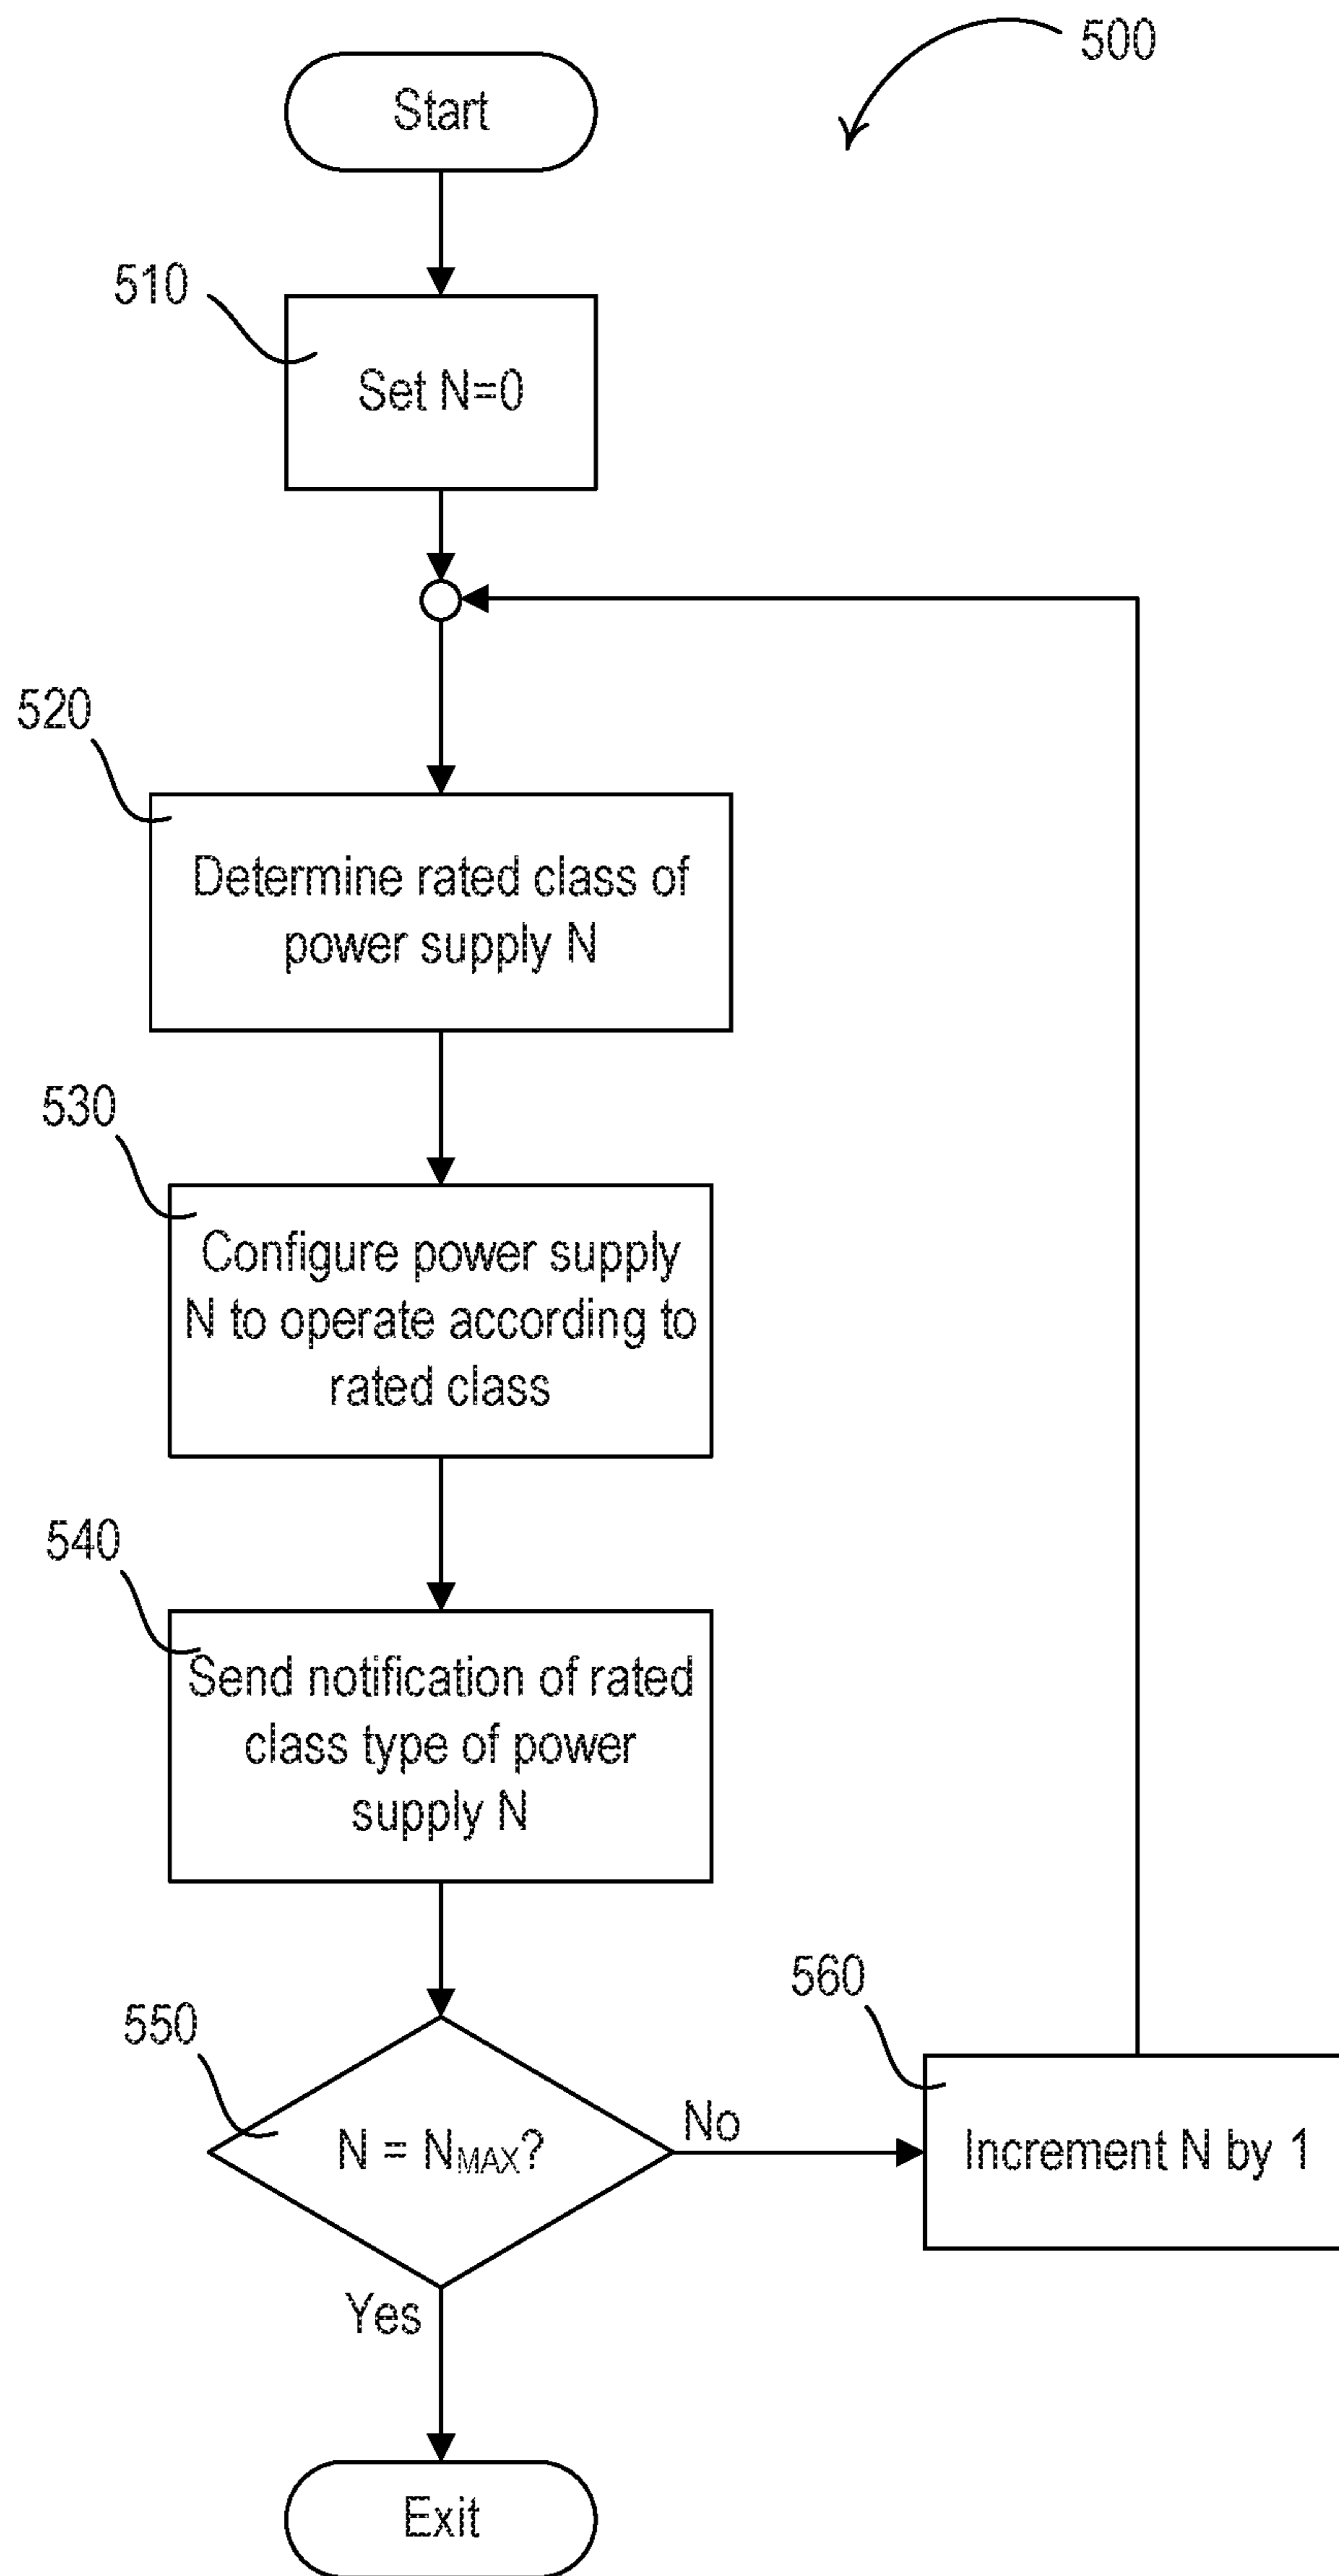 500
Start
510
Set N=0
520
Determine rated class of
power supply N
530
Configure power supply
N to operate according to
rated class
540
Send notification of rated
class type of power
supply N
550
N = NMAX?
No
560
Increment N by 1
Yes
Exit